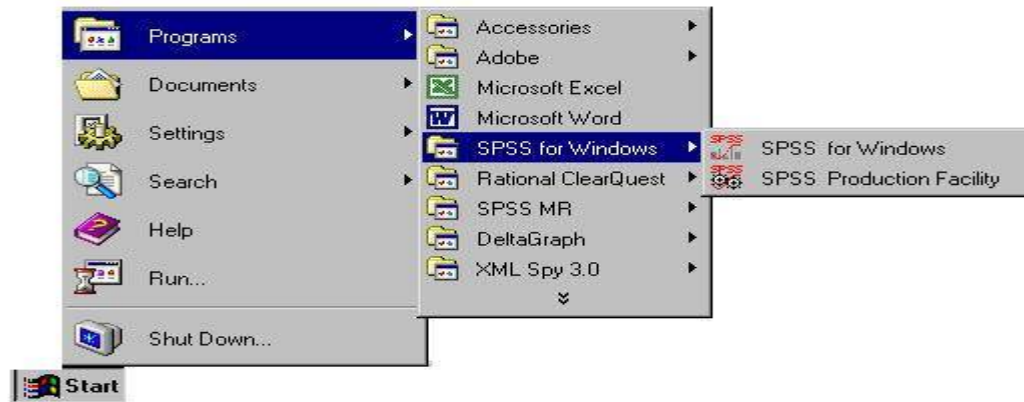 Programs
Documents
Settings
Search
Help
Run...
Shut Down...
Start
Accessories
Adobe
Microsoft Excel
Microsoft Word
SPSS for Windows
Rational ClearQuest
SPSS MR
DeltaGraph
XML Spy 3.0
SPSS for Windows
SPSS Production Facility